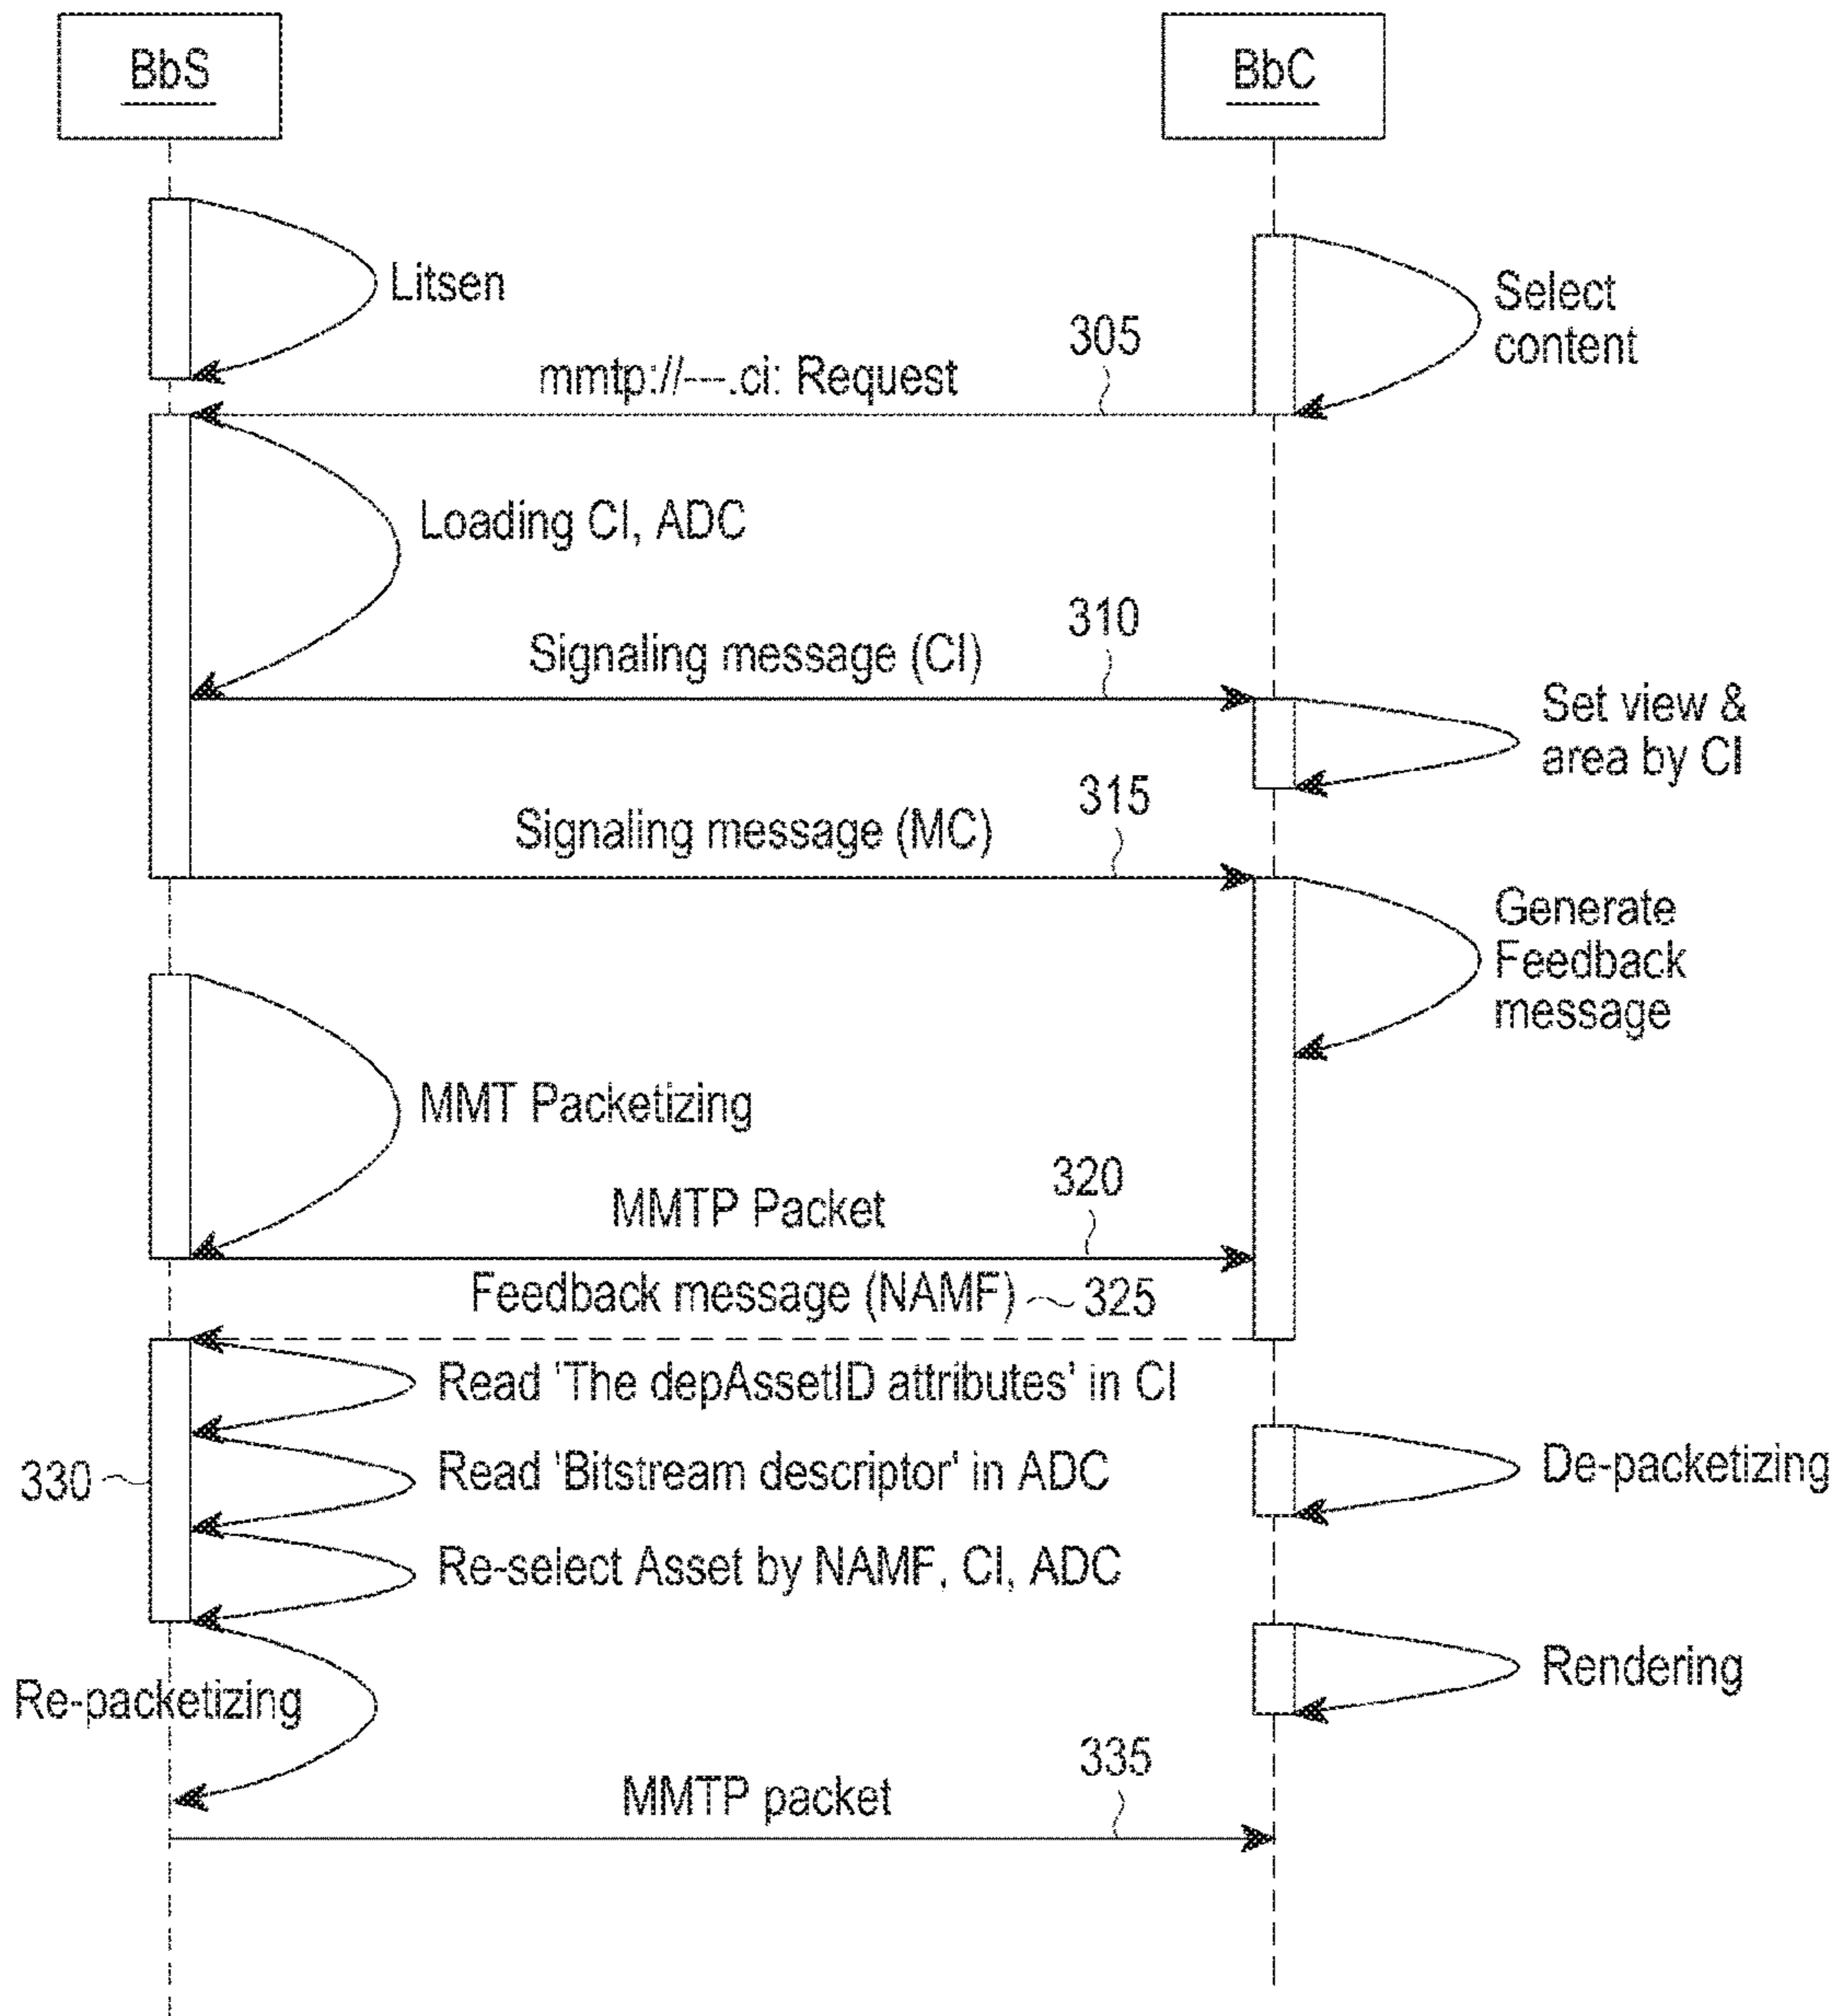 BbS
BbC
Litsen
Select
content
305
mmtp://---.ci: Request
Loading CI, ADC
310
Signaling message (CI)
Set view &
area by CI
315
Signaling message (MC)
Generate
Feedback
message
MMT Packetizing
320
MMTP Packet
Feedback message (NAMF) 325
Read 'The depAssetID attributes' in CI
330
Read 'Bitstream descriptor' in ADC
De-packetizing
Re-select Asset by NAMF, CI, ADC
Rendering
Re-packetizing
335
MMTP packet